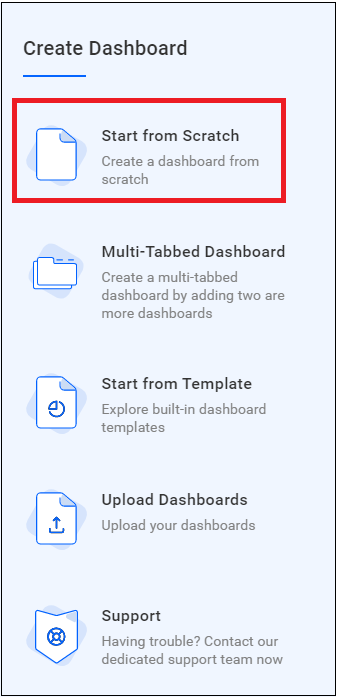 Create Dashboard
Start from Scratch
Create a dashboard from
scratch
Multi-Tabbed Dashboard
Create a multi-tabbed
dashboard by adding two are
more dashboards
Start from Template
Explore built-in dashboard
templates
Upload Dashboards
Upload your dashboards
Support
Having trouble? Contact our
dedicated support team now